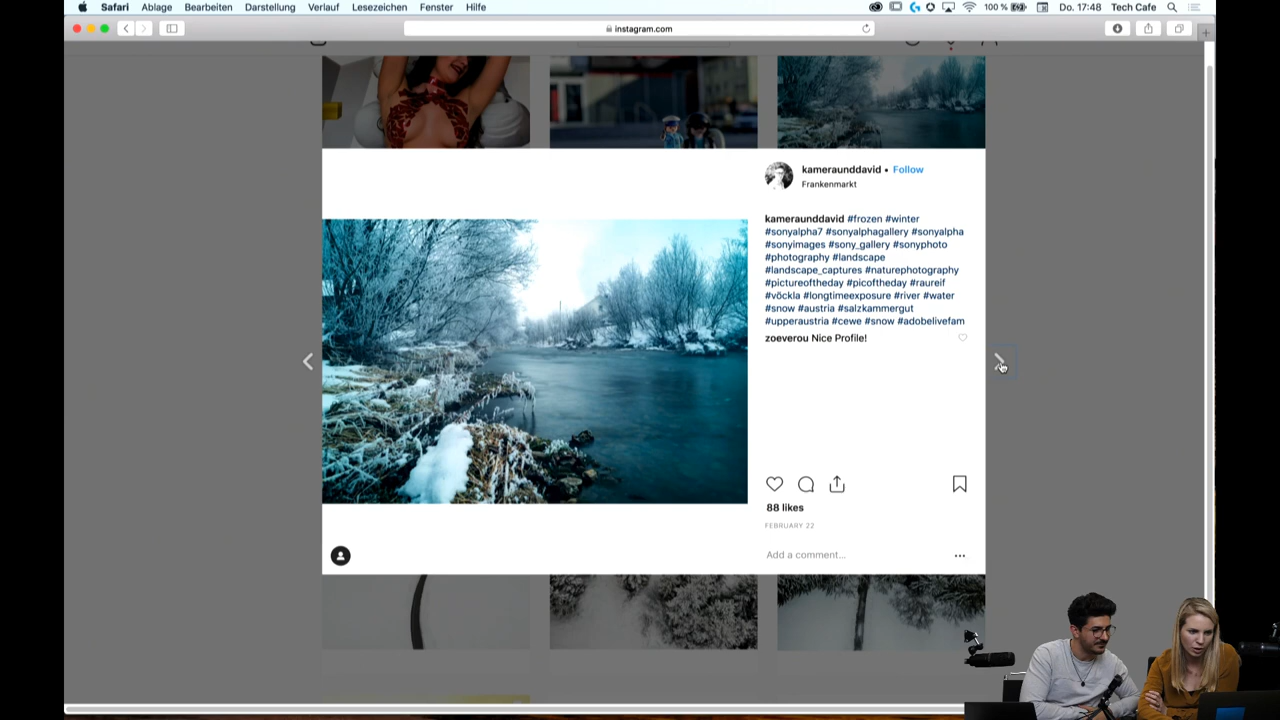 Safari Ablage Bearbeiten Darstellung Verlauf Lesezeichen Fenster Hilfe 100 % Do. 17:48 Tech Cafe
instagram.com
kameraunddavid • Follow
Frankenmarkt
kameraunddavid #frozen #winter
#sonyalpha7 #sonyalphagallery #sonyalpha
#sonyimages #sony_gallery #sonyphoto
#photography #landscape
#landscape_captures #naturephotography
#pictureoftheday #picoftheday #raureif
#vöckla #longtimeexposure #river #water
#snow #austria #salzkammergut
#upperaustria #cewe #snow #adobelivefam
zoeverou Nice Profile!
88 likes
FEBRUARY 22
Add a comment...